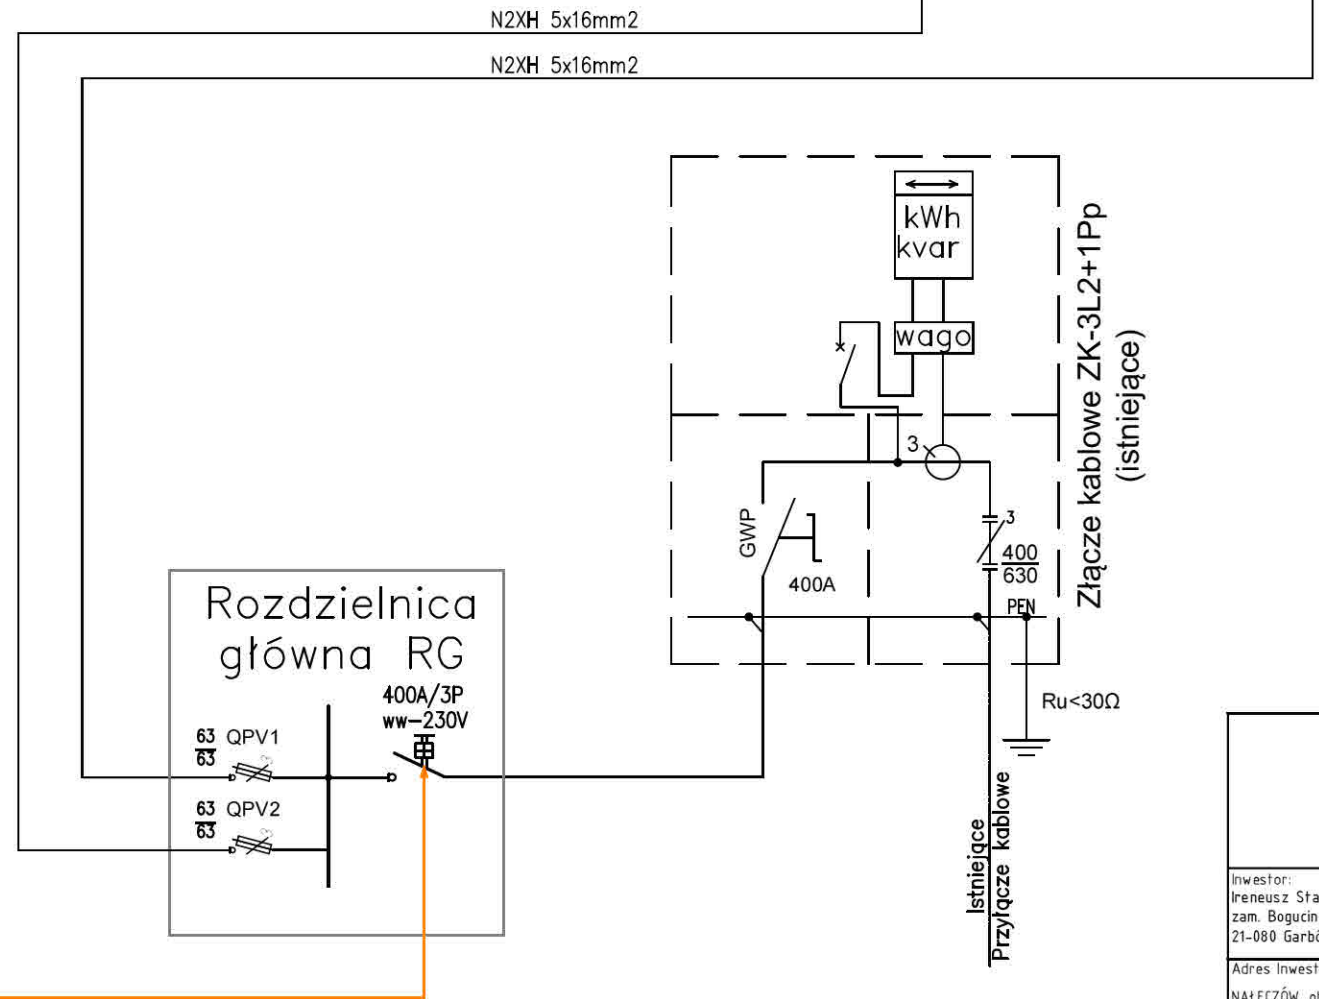 N2XH 5x16mm2
N2XH 5x16mm2
kWh
kvar
wago
3
GWP
400A
3
400
630
PEN
Złącze kablowe ZK-3L2+1Pp
(istniejące)
Ru<30Ω
Rozdzielnica
główna RG
400A/3P
ww-230V
63
63
QPV1
63
63
QPV2
Istniejące
Przyłącze kablowe
Inwestor:
Ireneusz Sta
zam. Bogucin
21-080 Garbó
Adres Inwest
NAŁĘCZÓW